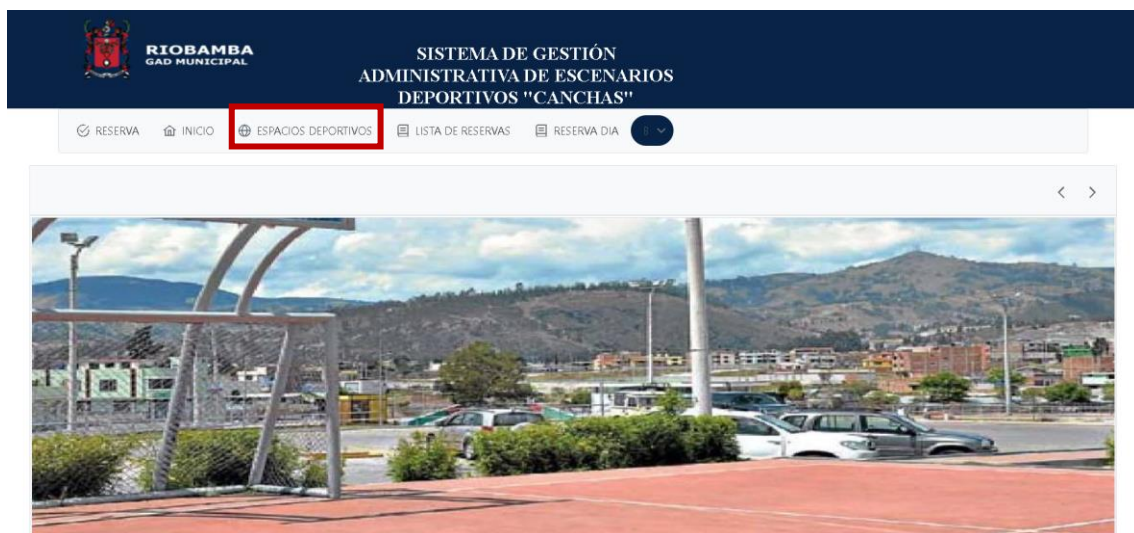 RIOBAMBA
GAD MUNICIPAL
SISTEMA DE GESTIÓN
ADMINISTRATIVA DE ESCENARIOS
DEPORTIVOS "CANCHAS"
RESERVA INICIO ESPACIOS DEPORTIVOS LISTA DE RESERVAS RESERVA DIA